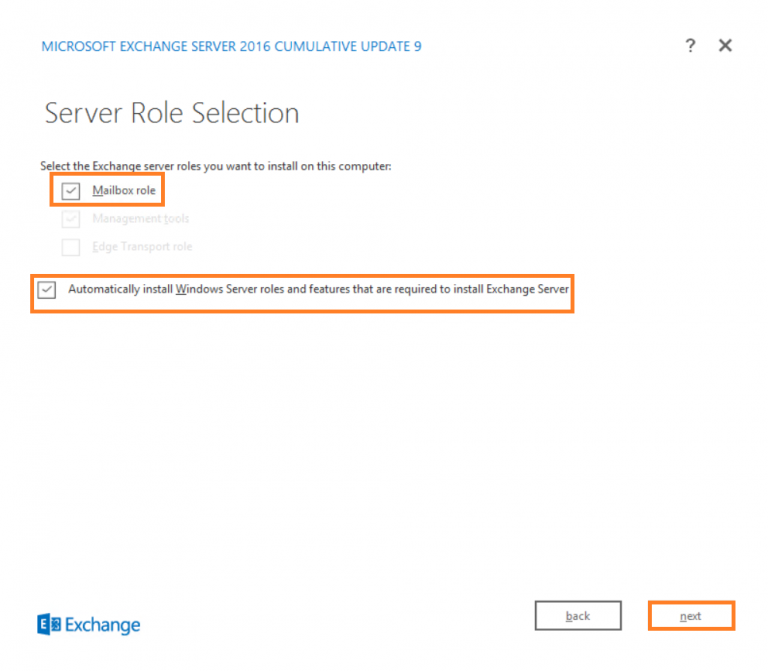 MICROSOFT EXCHANGE SERVER 2016 CUMULATIVE UPDATE 9 ?
Server Role Selection
Select the Exchange server roles you want to install on this computer:
Mailbox role
Management tools
Edge Transport role
Automatically install Windows Server roles and features that are required to install Exchange Server
E Exchange
back
next